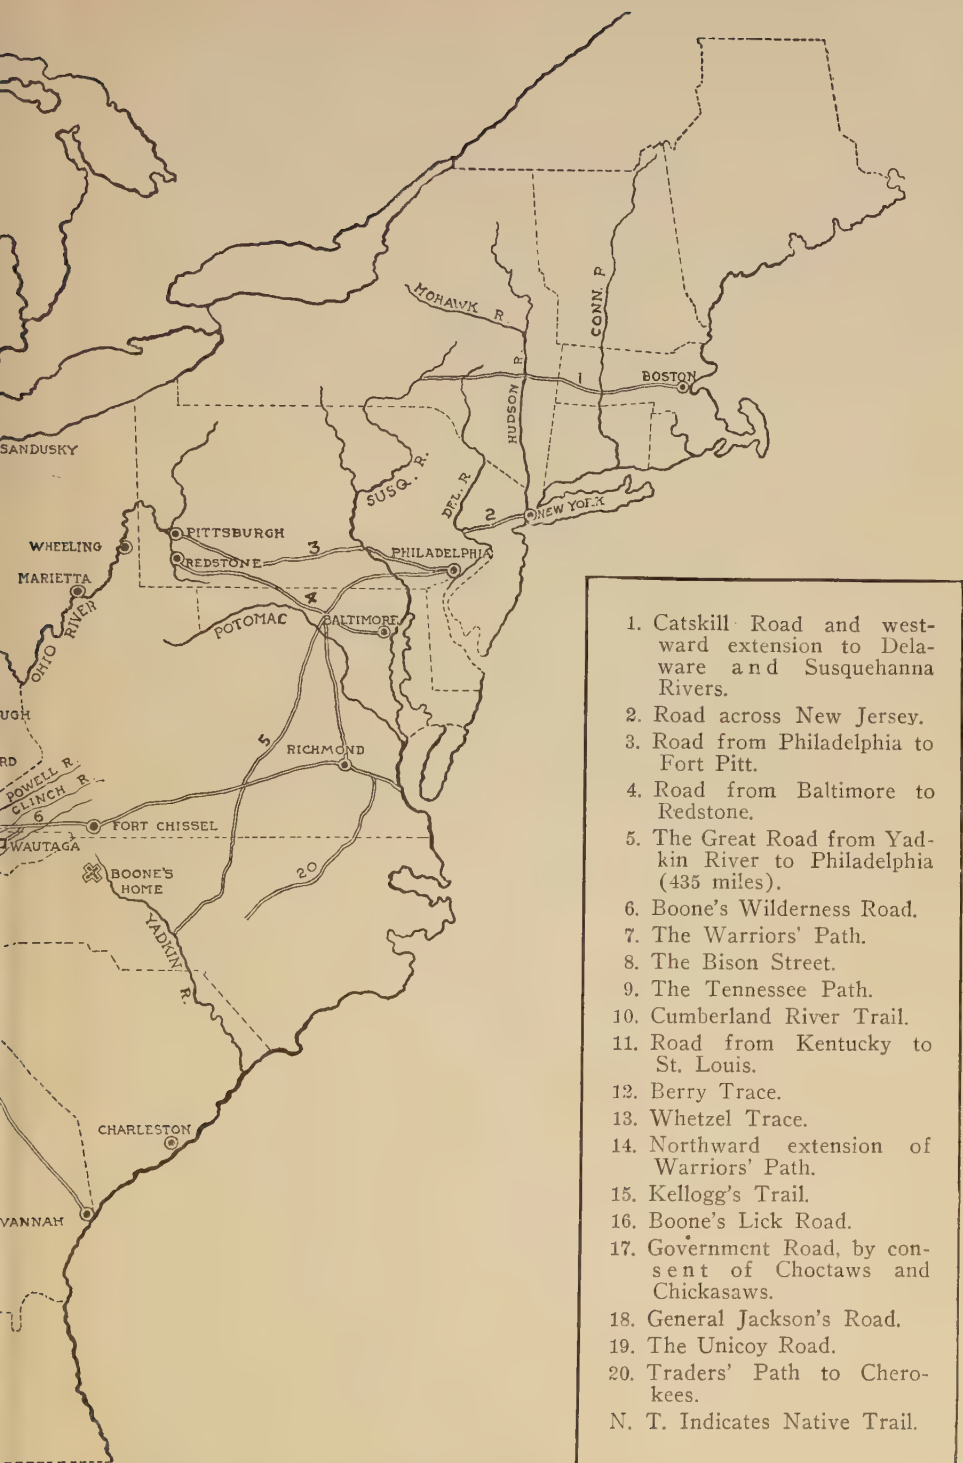 MOHAWK R.
CONN. R.
1
BOSTON
HUDSON R.
SANDUSKY
SUSQ. R.
DEL. R.
2
NEW YORK
PITTSBURGH
WHEELING
3
PHILADELPHIA
REDSTONE
MARIETTA
4
POTOMAC
BALTIMORE
OHIO RIVER
UGH
5
RICHMOND
RD
POWELL R.
CLINCH R.
6
FORT CHISSEL
WAUTAGA
BOONE'S
HOME
20
YADKIN R.
CHARLESTON
VANNAH
1. Catskill Road and west-
ward extension to Dela-
ware and Susquehanna
Rivers.
2. Road across New Jersey.
3. Road from Philadelphia to
Fort Pitt.
4. Road from Baltimore to
Redstone.
5. The Great Road from Yad-
kin River to Philadelphia
(435 miles).
6. Boone's Wilderness Road.
7. The Warriors' Path.
8. The Bison Street.
9. The Tennessee Path.
10. Cumberland River Trail.
11. Road from Kentucky to
St. Louis.
12. Berry Trace.
13. Whetzel Trace.
14. Northward extension of
Warriors' Path.
15. Kellogg's Trail.
16. Boone's Lick Road.
17. Government Road, by con-
sent of Choctaws and
Chickasaws.
18. General Jackson's Road.
19. The Unicoy Road.
20. Traders' Path to Chero-
kees.
N. T. Indicates Native Trail.